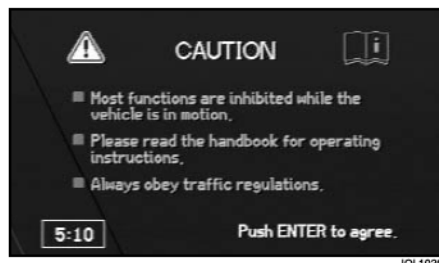 CAUTION
i
Most functions are inhibited while the
vehicle is in motion.
Please read the handbook for operating
instructions.
Always obey traffic regulations.
5:10
Push ENTER to agree.